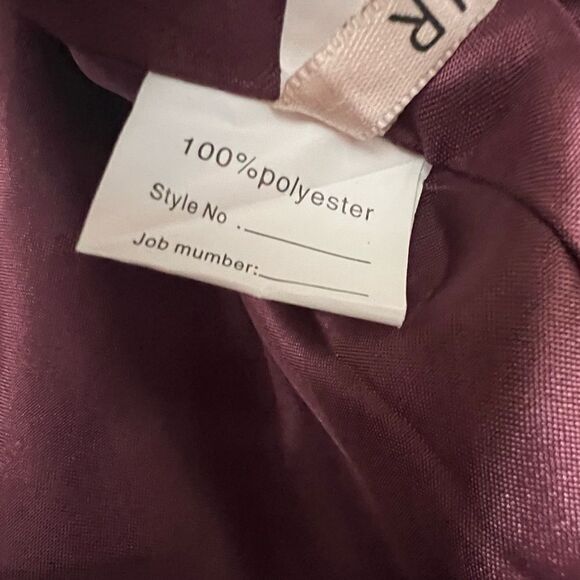 100%polyester
Style No .
Job mumber: